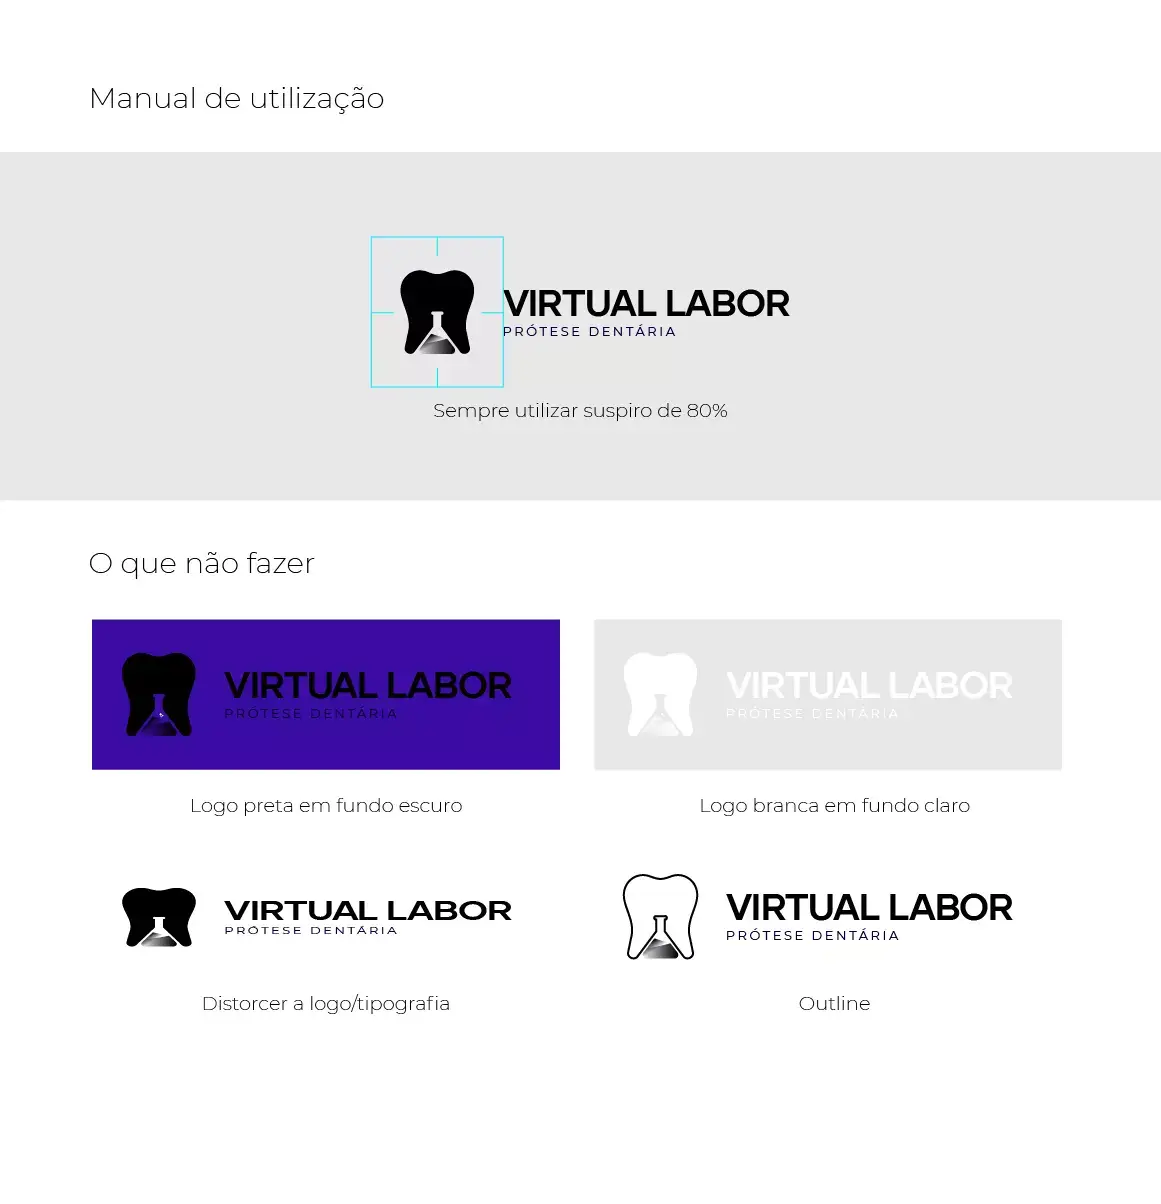 Manual de utilização
VIRTUAL LABOR
PRÓTESE DENTÁRIA
Sempre utilizar suspiro de 80%
O que não fazer
VIRTUAL LABOR
PRÓTESE DENTÁRIA
VIRTUAL LABOR
PRÓTESE DENTÁRIA
Logo preta em fundo escuro
Logo branca em fundo claro
VIRTUAL LABOR
PRÓTESE DENTÁRIA
VIRTUAL LABOR
PRÓTESE DENTÁRIA
Distorcer a logo/tipografia
Outline